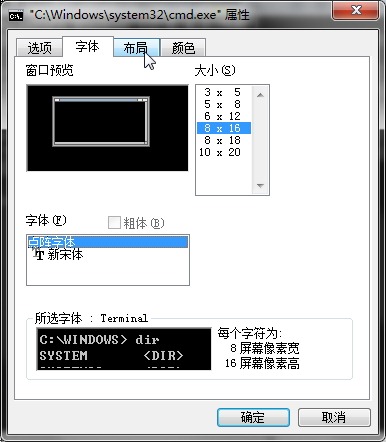 "C:\Windows\system32\cmd.exe" 属性
选项 字体 布局 颜色
窗口预览
大小(S)
3 x 5
5 x 8
6 x 12
8 x 16
8 x 18
10 x 20
字体(F)
粗体(B)
点阵字体
新宋体
所选字体 : Terminal
C:\WINDOWS> dir
SYSTEM <DIR>
每个字符为:
8 屏幕像素宽
16 屏幕像素高
确定 取消